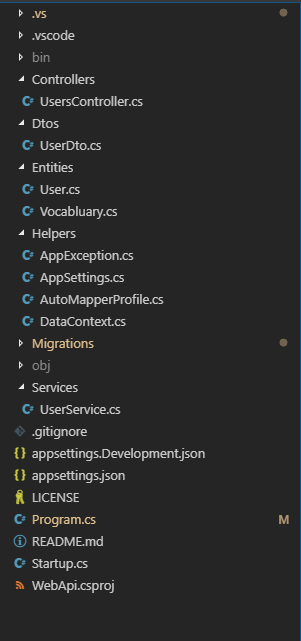 .vs
.vscode
bin
Controllers
C# UsersController.cs
Dtos
C# UserDto.cs
Entities
C# User.cs
C# Vocabluary.cs
Helpers
C# AppException.cs
C# AppSettings.cs
C# AutoMapperProfile.cs
C# DataContext.cs
Migrations
obj
Services
C# UserService.cs
.gitignore
{ } appsettings.Development.json
{ } appsettings.json
LICENSE
C# Program.cs M
README.md
C# Startup.cs
WebApi.csproj